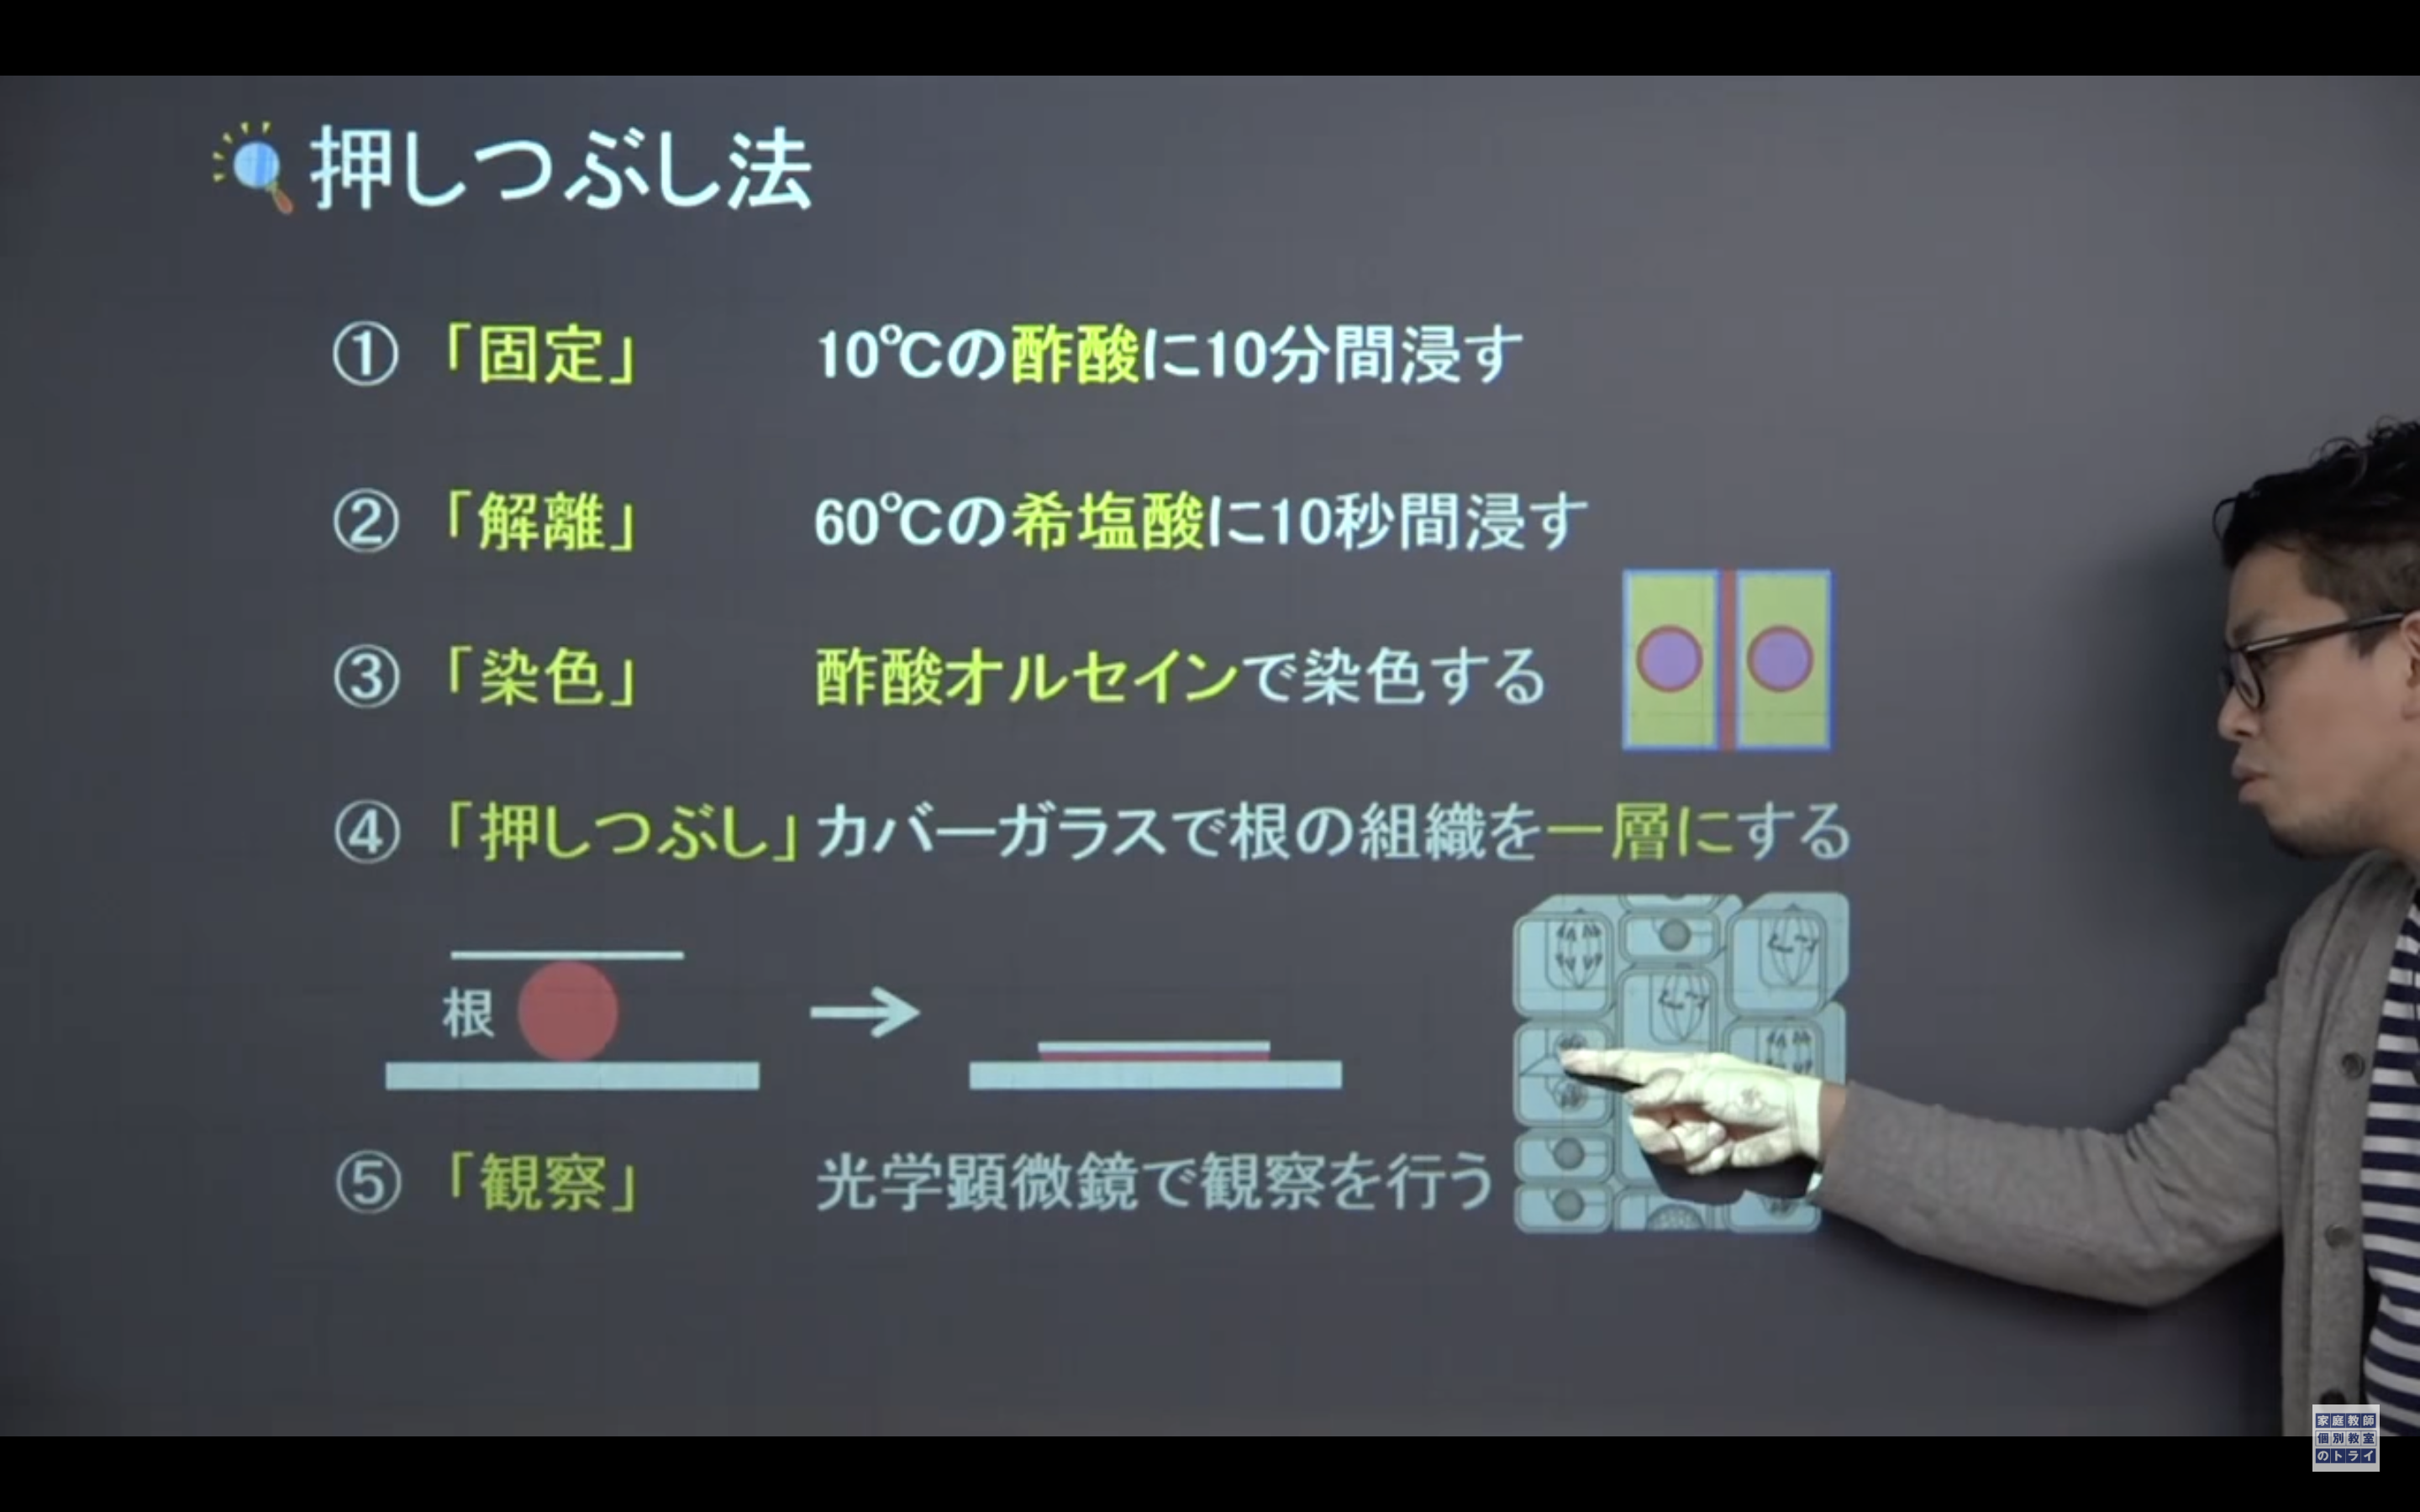 押しつぶし法
① 「固定」 10℃の酢酸に10分間浸す
② 「解離」 60℃の希塩酸に10秒間浸す
③ 「染色」 酢酸オルセインで染色する
④ 「押しつぶし」 カバーガラスで根の組織を一層にする
根
⑤ 「観察」 光学顕微鏡で観察を行う
家庭教師
個別教室
のトライ